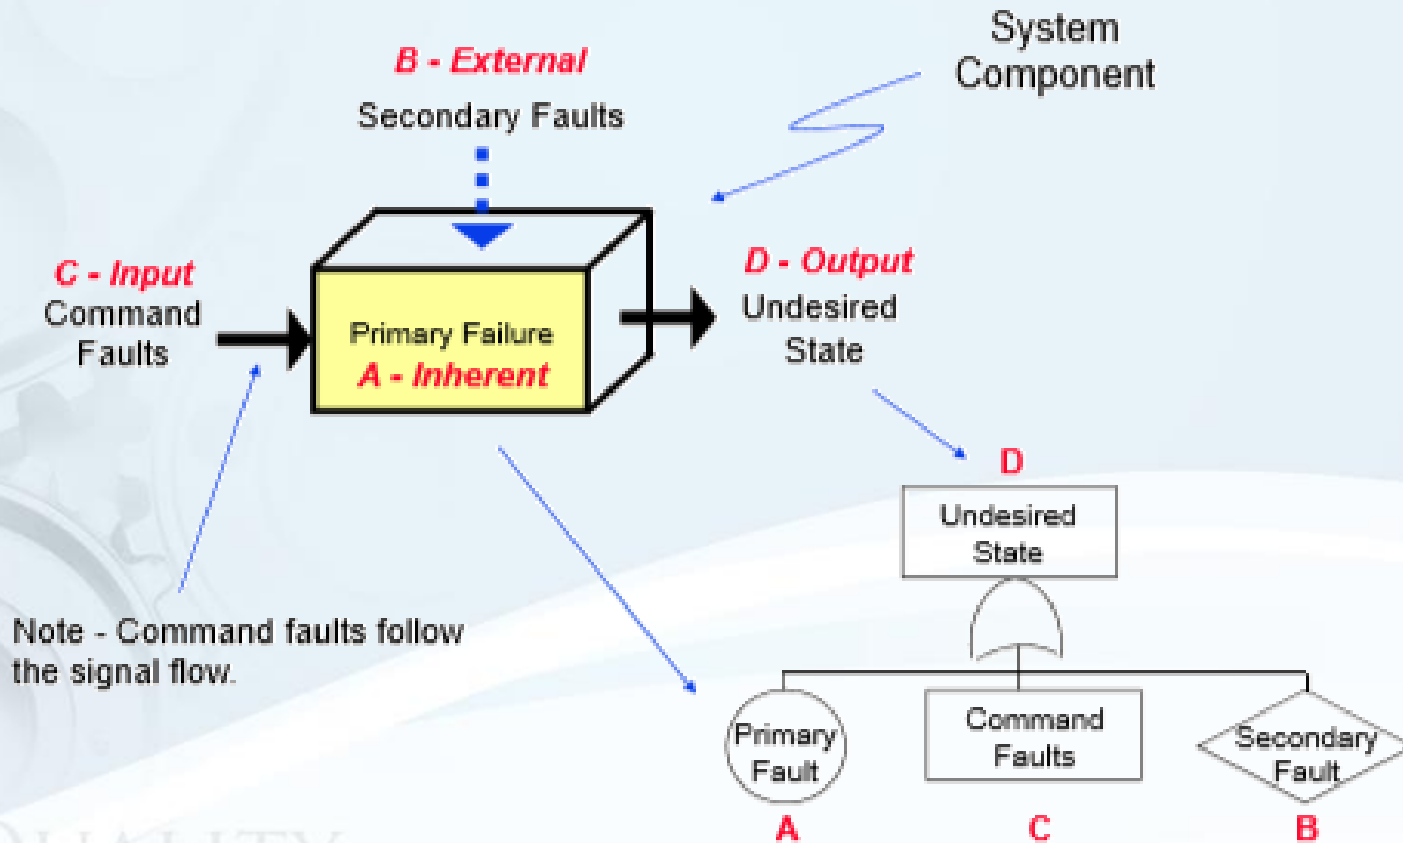 System
Component
B - External
Secondary Faults
C - Input
Command
Faults
Primary Failure
A - Inherent
D - Output
Undesired
State
Note - Command faults follow
the signal flow.
D
Undesired
State
Primary
Fault
Command
Faults
Secondary
Fault
A
C
B
QUALITY